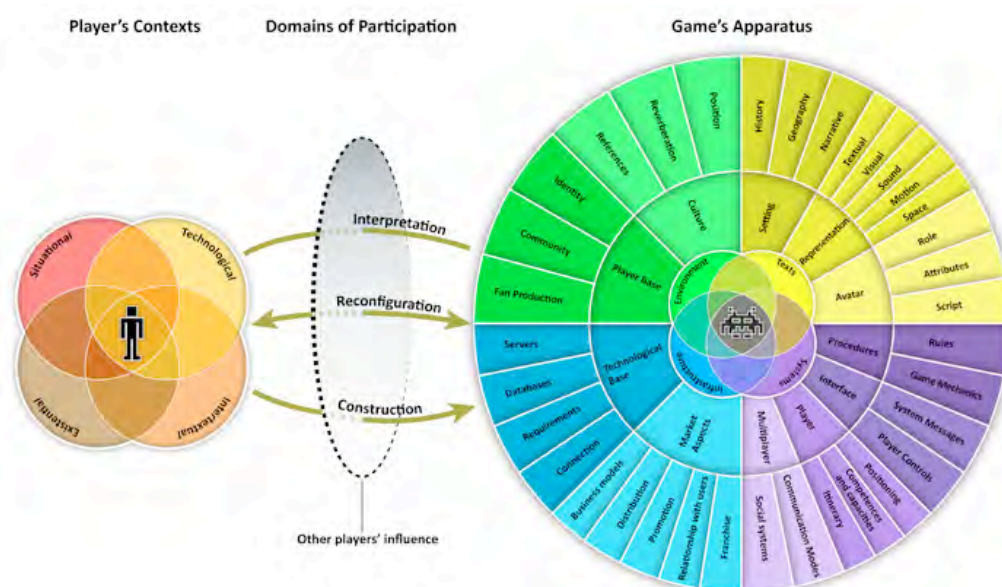 Player's Contexts
Domains of Participation
Game's Apparatus
Situational
Technological
Existential
Intertextual
Interpretation
Reconfiguration
Construction
Other players' influence
Environment
Texts
Systems
Infrastructure
Culture
Player Base
Position
Reverberation
References
Identity
Community
Fan Production
Setting
Representation
Avatar
History
Geography
Narrative
Textual
Visual
Sound
Motion
Space
Role
Attributes
Script
Procedures
Interface
Player
Multiplayer
Rules
Game Mechanics
System Messages
Player Controls
Positioning
Competences
and capacities
Itinerary
Communication Modes
Social systems
Technological
Base
Market
Aspects
Servers
Databases
Requirements
Connection
Business models
Distribution
Promotion
Relationship with users
Franchise